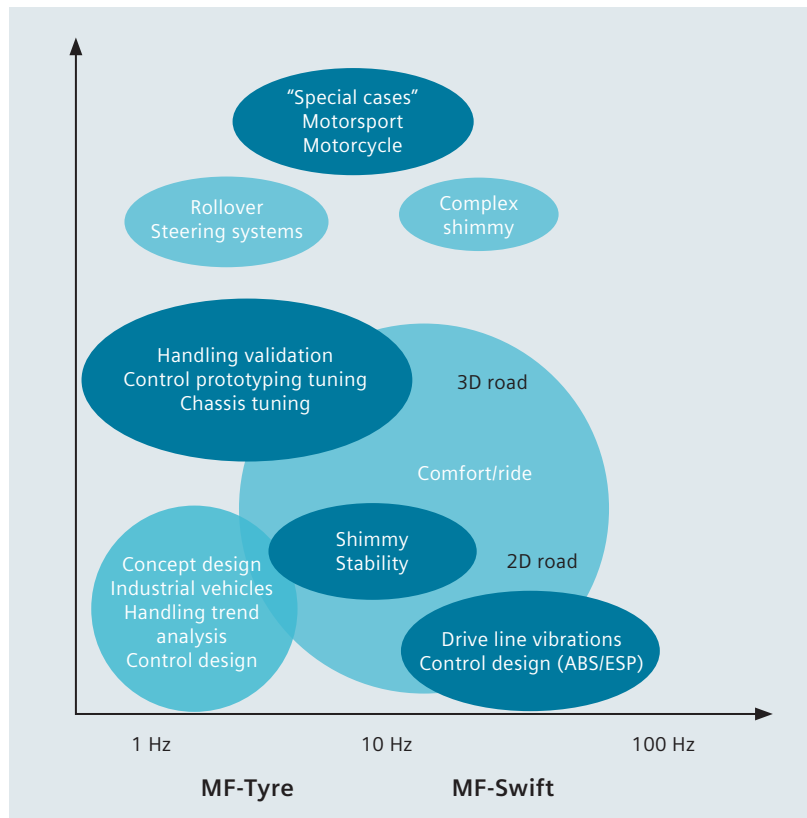 “Special cases”
Motorsport
Motorcycle
Rollover
Steering systems
Complex
shimmy
Handling validation
Control prototyping tuning
Chassis tuning
3D road
Comfort/ride
Shimmy
Stability
2D road
Concept design
Industrial vehicles
Handling trend
analysis
Control design
Drive line vibrations
Control design (ABS/ESP)
1 Hz
10 Hz
100 Hz
MF-Tyre
MF-Swift